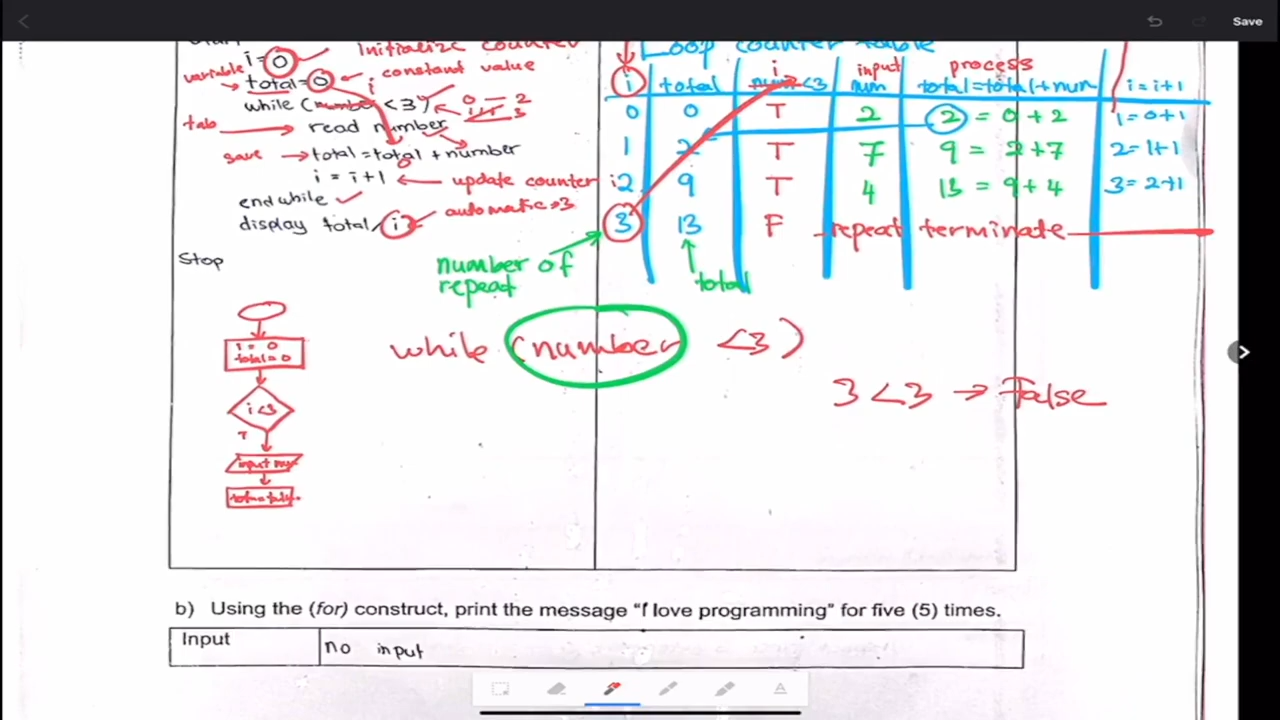 Save
i = 0 initialize counter
variable total = 0 constant value
i
while (number < 3) 0 – 2
3
tab read number
save total = total + number
0
i = i+1 update counter i
end while
display total, i automatic → 3
Stop
Loop counter table
i total num <3 input num process total=total+num i = i+1
i
0 0 T 2 2 = 0 + 2 1 = 0+1
1 2 T 7 9 = 2+7 2 = 1+1
2 9 T 4 13 = 9+4 3 = 2+1
3 13 F repeat terminate
number of repeat
total
i = 0
total = 0
i<3
T
input
while (number <3)
3 <3 → False
b) Using the (for) construct, print the message "I love programming" for five (5) times.
Input no input
A